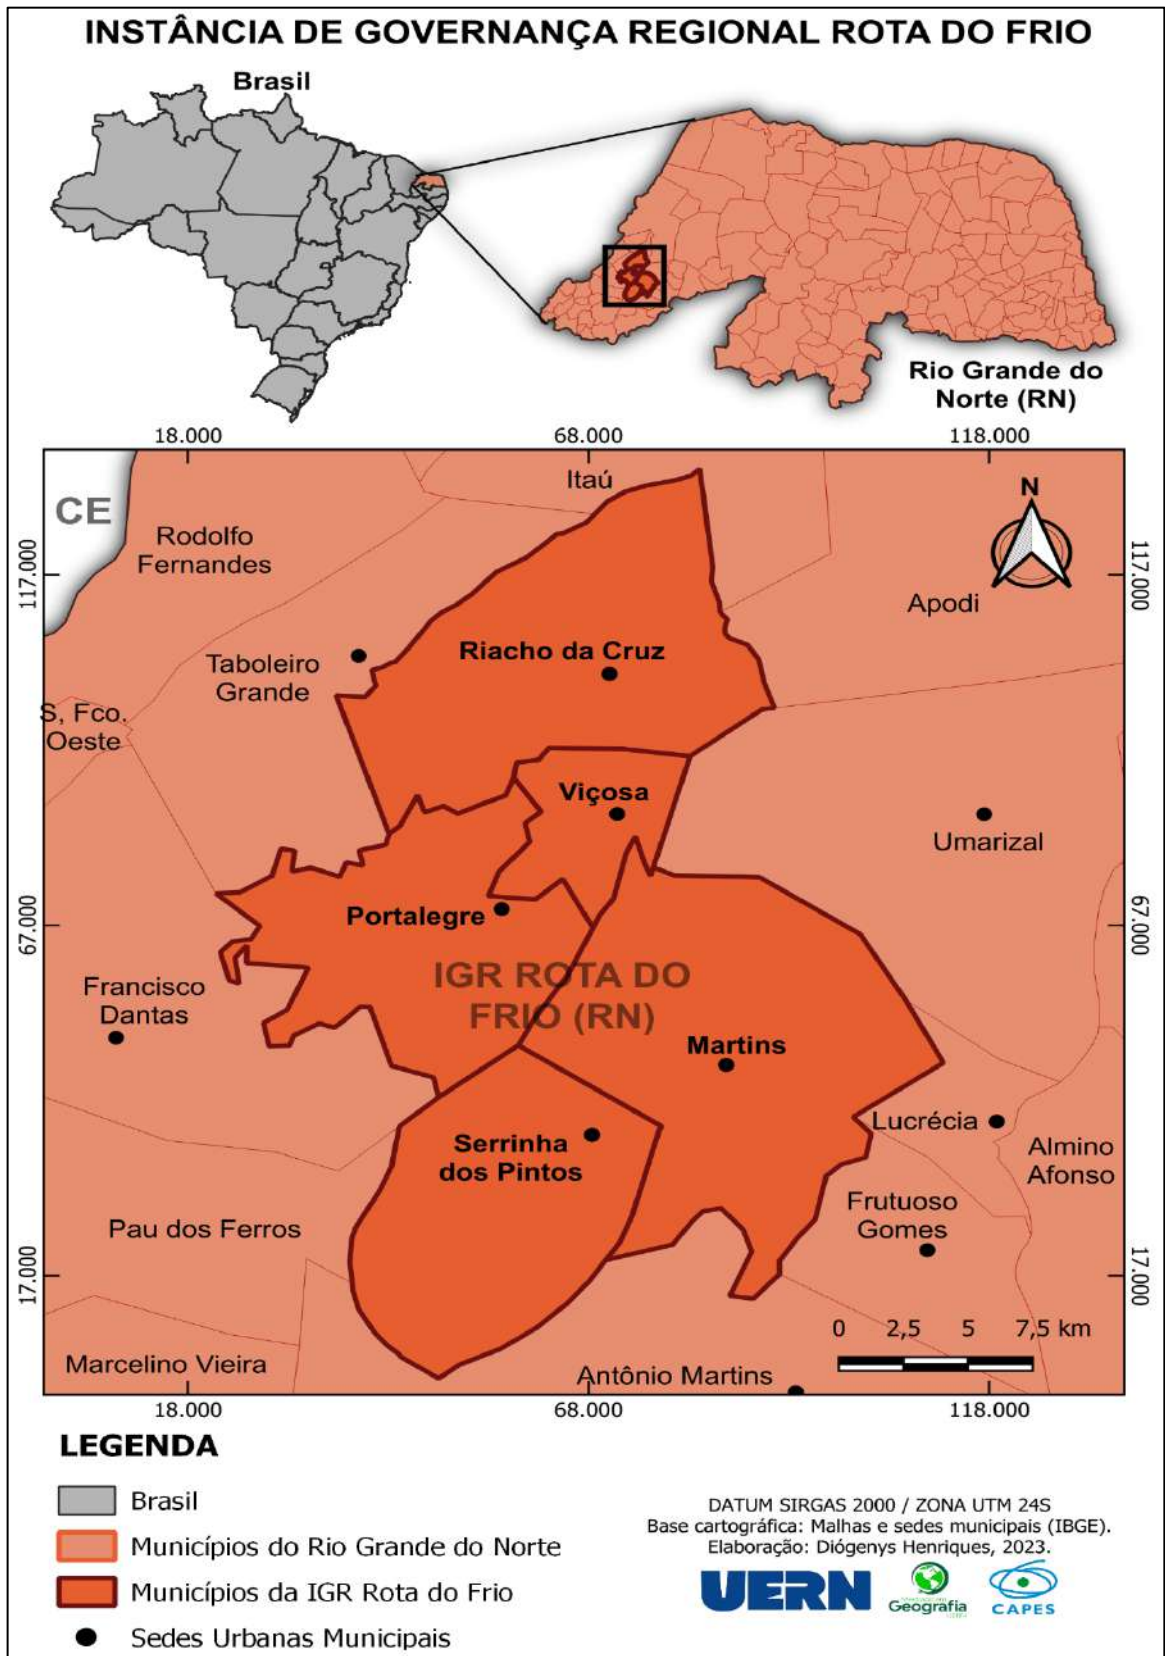 INSTÂNCIA DE GOVERNANÇA REGIONAL ROTA DO FRIO
Brasil
Rio Grande do
Norte (RN)
18.000
68.000
118.000
CE
Itaú
N
Rodolfo
Fernandes
117.000
117.000
Apodi
Riacho da Cruz
Taboleiro
Grande
S, Fco.
Oeste
Viçosa
Umarizal
Portalegre
67.000
67.000
IGR ROTA DO
FRIO (RN)
Francisco
Dantas
Martins
Lucrécia
Serrinha
dos Pintos
Almino
Afonso
Frutuoso
Gomes
Pau dos Ferros
17.000
17.000
0 2,5 5 7,5 km
Marcelino Vieira
Antônio Martins
18.000
68.000
118.000
LEGENDA
Brasil
Municípios do Rio Grande do Norte
Municípios da IGR Rota do Frio
Sedes Urbanas Municipais
DATUM SIRGAS 2000 / ZONA UTM 24S
Base cartográfica: Malhas e sedes municipais (IBGE).
Elaboração: Diógenys Henriques, 2023.
UERN
Geografia
CAPES